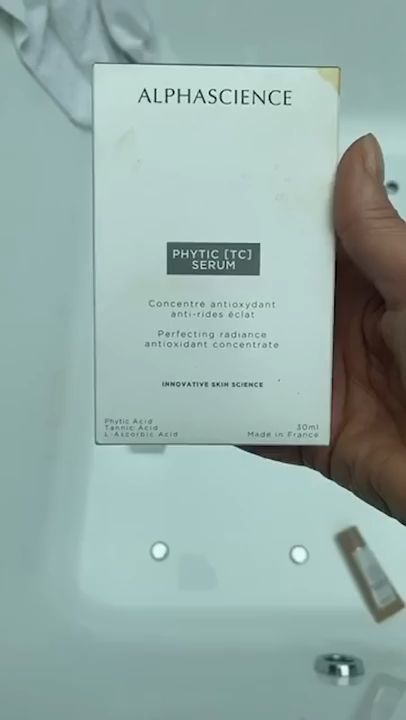 ALPHASCIENCE
PHYTIC [TC]
SERUM
Concentré antioxydant
anti-rides éclat
Perfecting radiance
antioxidant concentrate
INNOVATIVE SKIN SCIENCE
Phytic Acid
Tannic Acid
L-Ascorbic Acid
30ml
Made in France